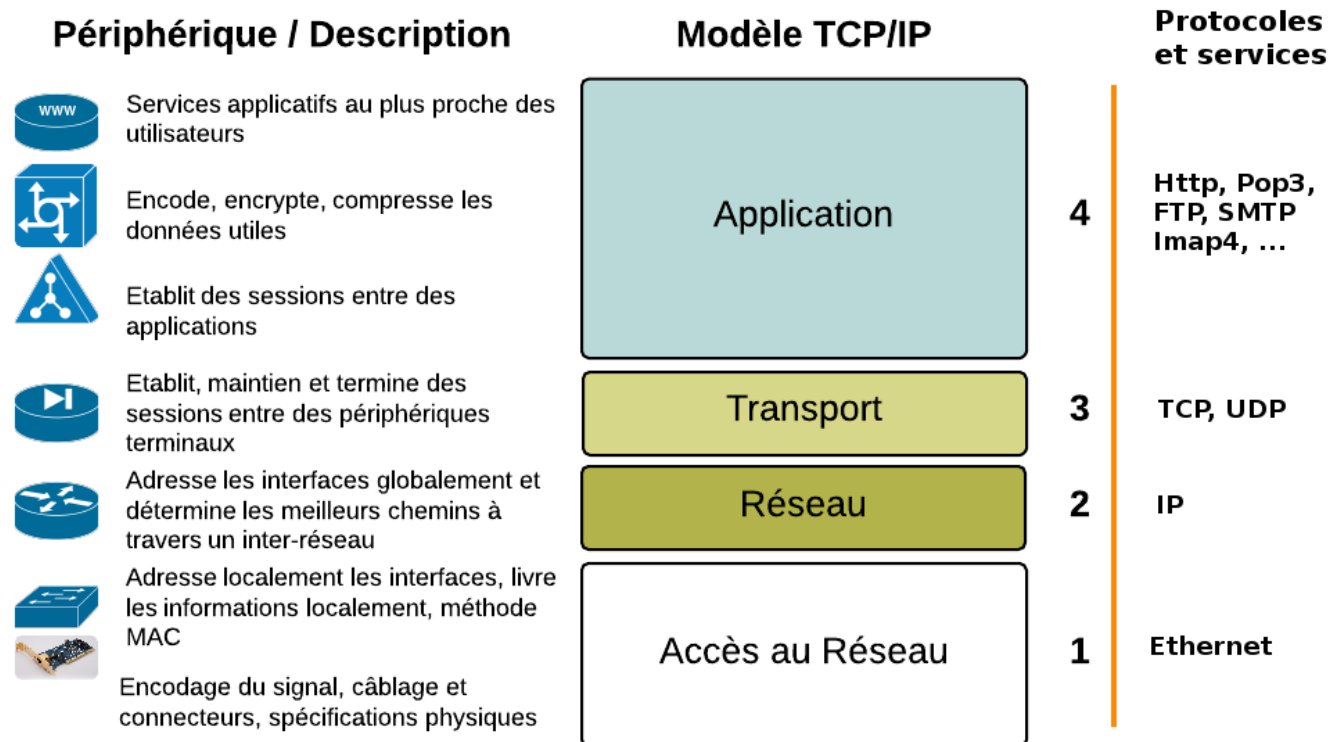 Périphérique / Description
Modèle TCP/IP
Protocoles
et services
www
Services applicatifs au plus proche des
utilisateurs
Encode, encrypte, compresse les
données utiles
Etablit des sessions entre des
applications
Application
4
Http, Pop3,
FTP, SMTP
Imap4, ...
Etablit, maintien et termine des
sessions entre des périphériques
terminaux
Transport
3
TCP, UDP
Adresse les interfaces globalement et
détermine les meilleurs chemins à
travers un inter-réseau
Réseau
2
IP
Adresse localement les interfaces, livre
les informations localement, méthode
MAC
Encodage du signal, câblage et
connecteurs, spécifications physiques
Accès au Réseau
1
Ethernet